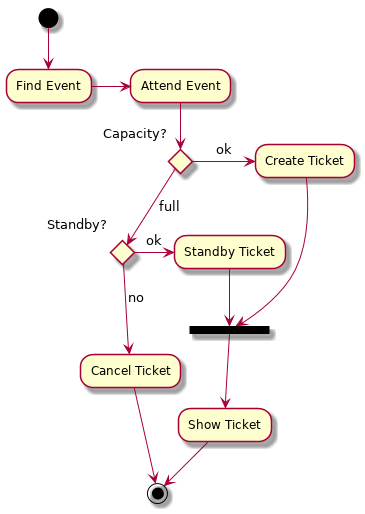 Find Event
Attend Event
Capacity?
ok
Create Ticket
full
Standby?
ok
Standby Ticket
no
Cancel Ticket
Show Ticket